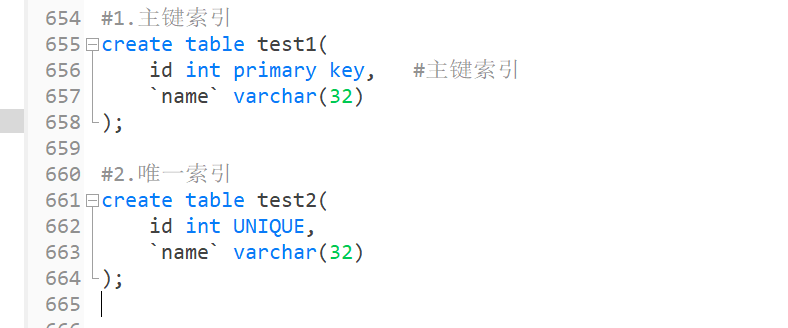 654 #1.主键索引
655 create table test1(
656     id int primary key,   #主键索引
657     `name` varchar(32)
658 );
659
660 #2.唯一索引
661 create table test2(
662     id int UNIQUE,
663     `name` varchar(32)
664 );
665